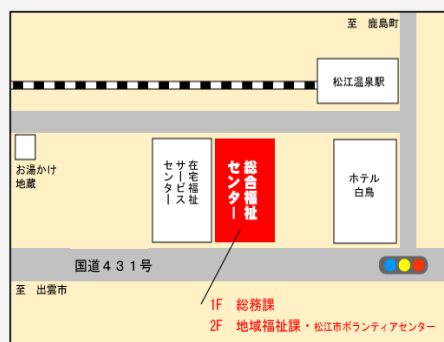 至 鹿島町
松江温泉駅
お湯かけ
地蔵
在宅福祉
サービス
センター
総合福祉
センター
ホテル
白鳥
国道431号
至 出雲市
1F 総務課
2F 地域福祉課・松江市ボランティアセンター